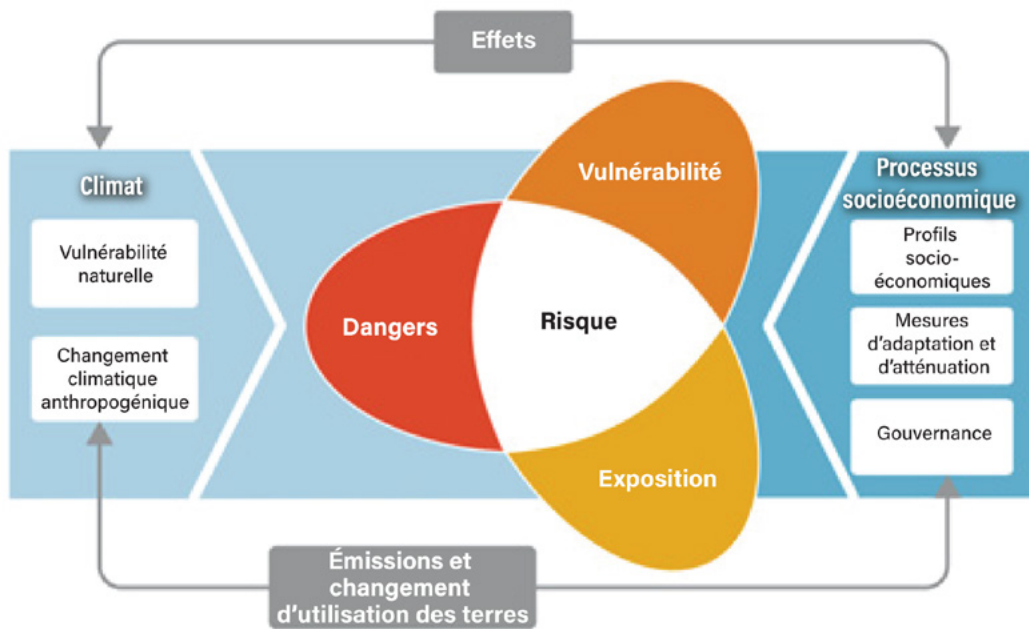 Effets
Climat
Vulnérabilité
naturelle
Changement
climatique
anthropogénique
Dangers
Risque
Vulnérabilité
Exposition
Processus
socioéconomique
Profils
socio-
économiques
Mesures
d'adaptation et
d'atténuation
Gouvernance
Émissions et
changement
d'utilisation des terres